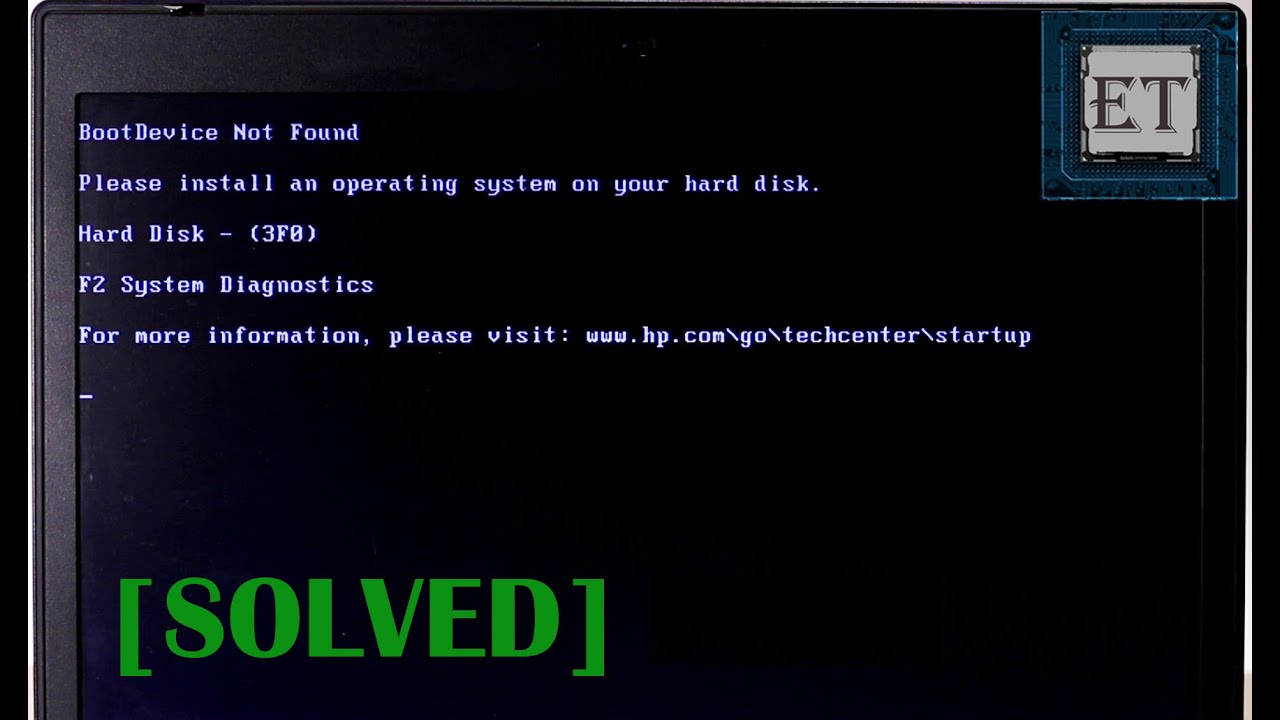 ET
BootDevice Not Found
Please install an operating system on your hard disk.
Hard Disk - (3F0)
F2 System Diagnostics
For more information, please visit: www.hp.com\go\techcenter\startup
_
[SOLVED]